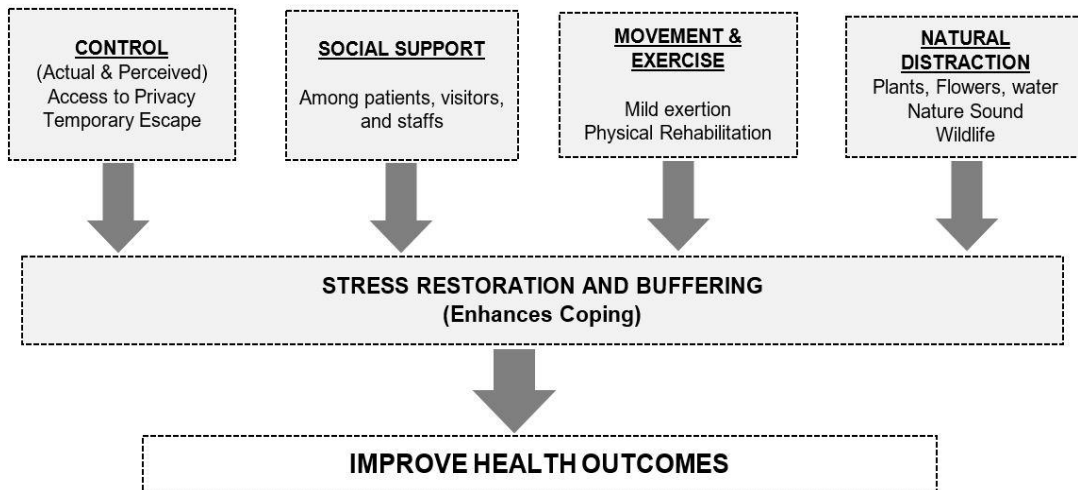 CONTROL
(Actual & Perceived)
Access to Privacy
Temporary Escape
SOCIAL SUPPORT
Among patients, visitors,
and staffs
MOVEMENT &
EXERCISE
Mild exertion
Physical Rehabilitation
NATURAL
DISTRACTION
Plants, Flowers, water
Nature Sound
Wildlife
STRESS RESTORATION AND BUFFERING
(Enhances Coping)
IMPROVE HEALTH OUTCOMES